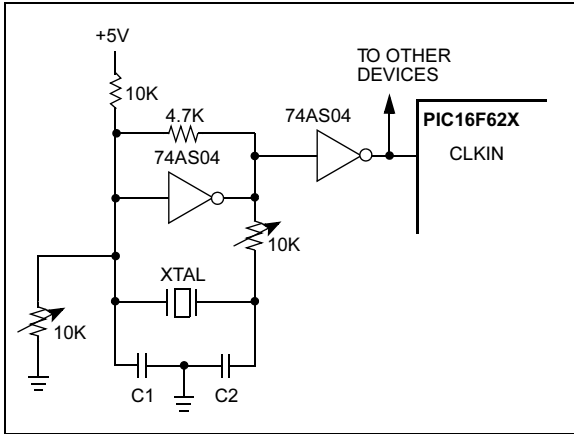 +5V
10K
4.7K
74AS04
74AS04
TO OTHER
DEVICES
PIC16F62X
CLKIN
10K
XTAL
10K
C1
C2